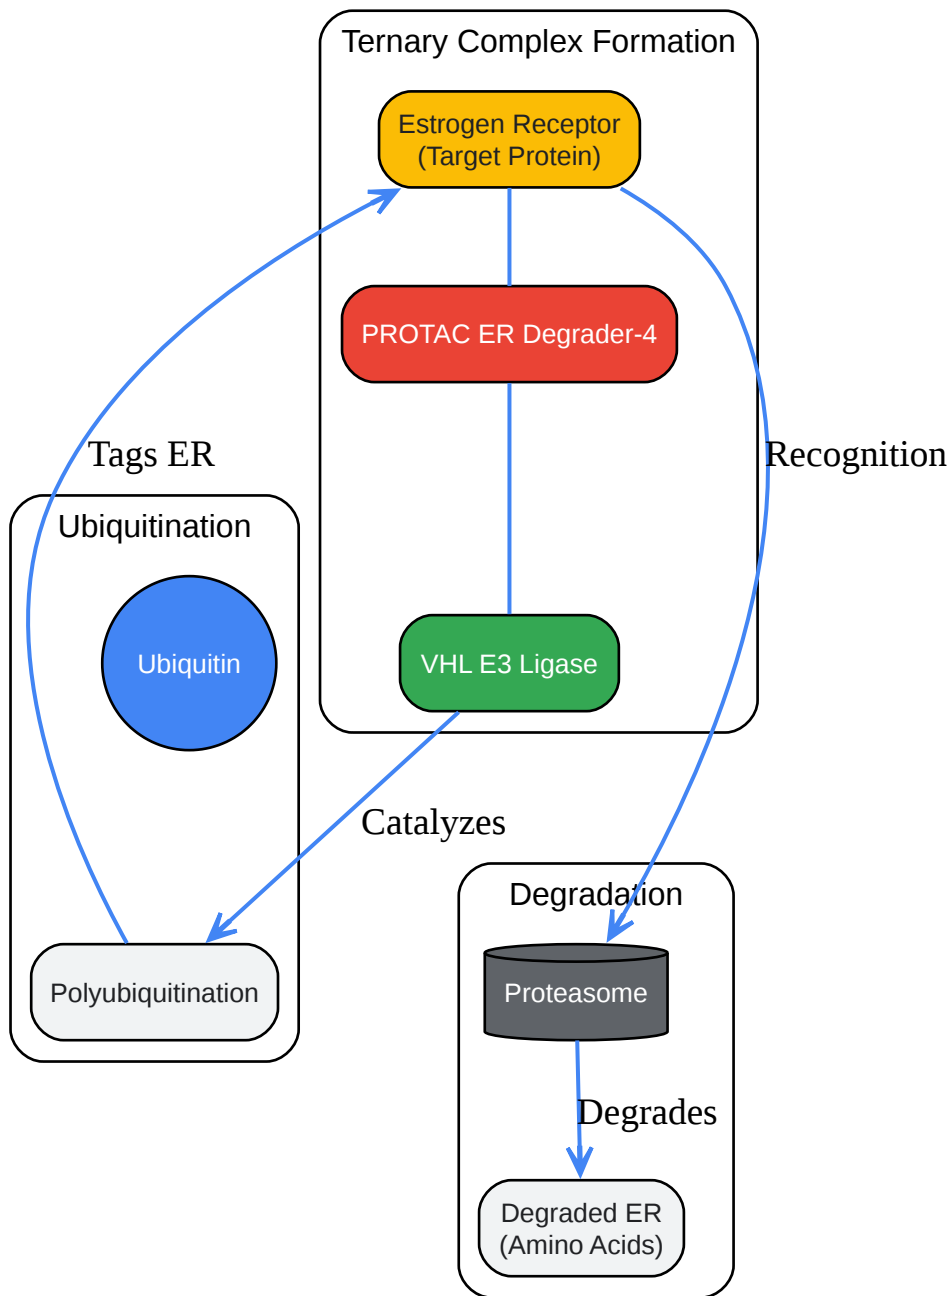 Ternary Complex Formation
Estrogen Receptor
(Target Protein)
PROTAC ER Degrader-4
Tags ER
Recognition
Ubiquitination
Ubiquitin
VHL E3 Ligase
Catalyzes
Degradation
Polyubiquitination
Proteasome
Degrades
Degraded ER
(Amino Acids)